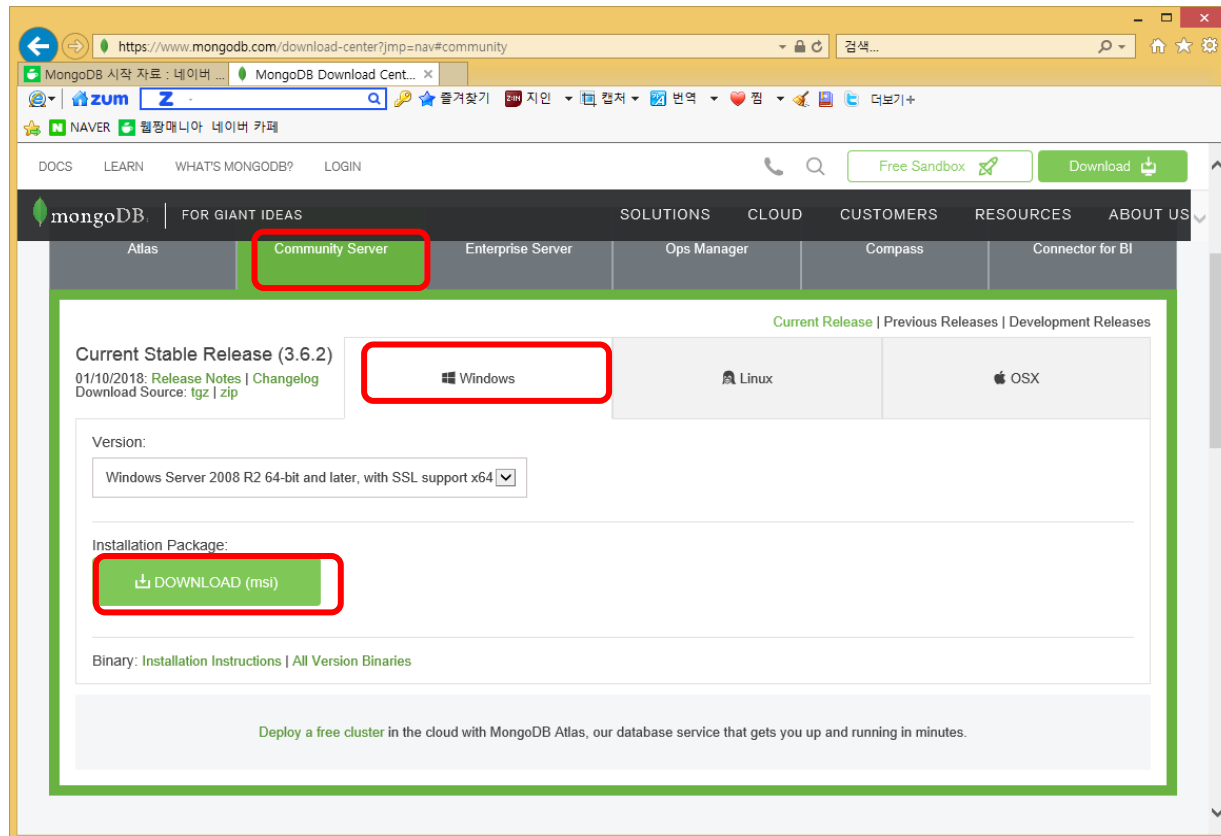 https://www.mongodb.com/download-center?jmp=nav#community
검색...
MongoDB 시작 자료 : 네이버 ...
MongoDB Download Cent...
zum
Z
즐겨찾기
지인
캡처
번역
찜
더보기+
NAVER
웹짱매니아 네이버 카페
DOCS LEARN WHAT'S MONGODB? LOGIN
Free Sandbox
Download
mongoDB.
FOR GIANT IDEAS
SOLUTIONS CLOUD CUSTOMERS RESOURCES ABOUT US
Atlas
Community Server
Enterprise Server
Ops Manager
Compass
Connector for BI
Current Release | Previous Releases | Development Releases
Current Stable Release (3.6.2)
01/10/2018: Release Notes | Changelog
Download Source: tgz | zip
Windows
Linux
OSX
Version:
Windows Server 2008 R2 64-bit and later, with SSL support x64
Installation Package:
DOWNLOAD (msi)
Binary: Installation Instructions | All Version Binaries
Deploy a free cluster in the cloud with MongoDB Atlas, our database service that gets you up and running in minutes.